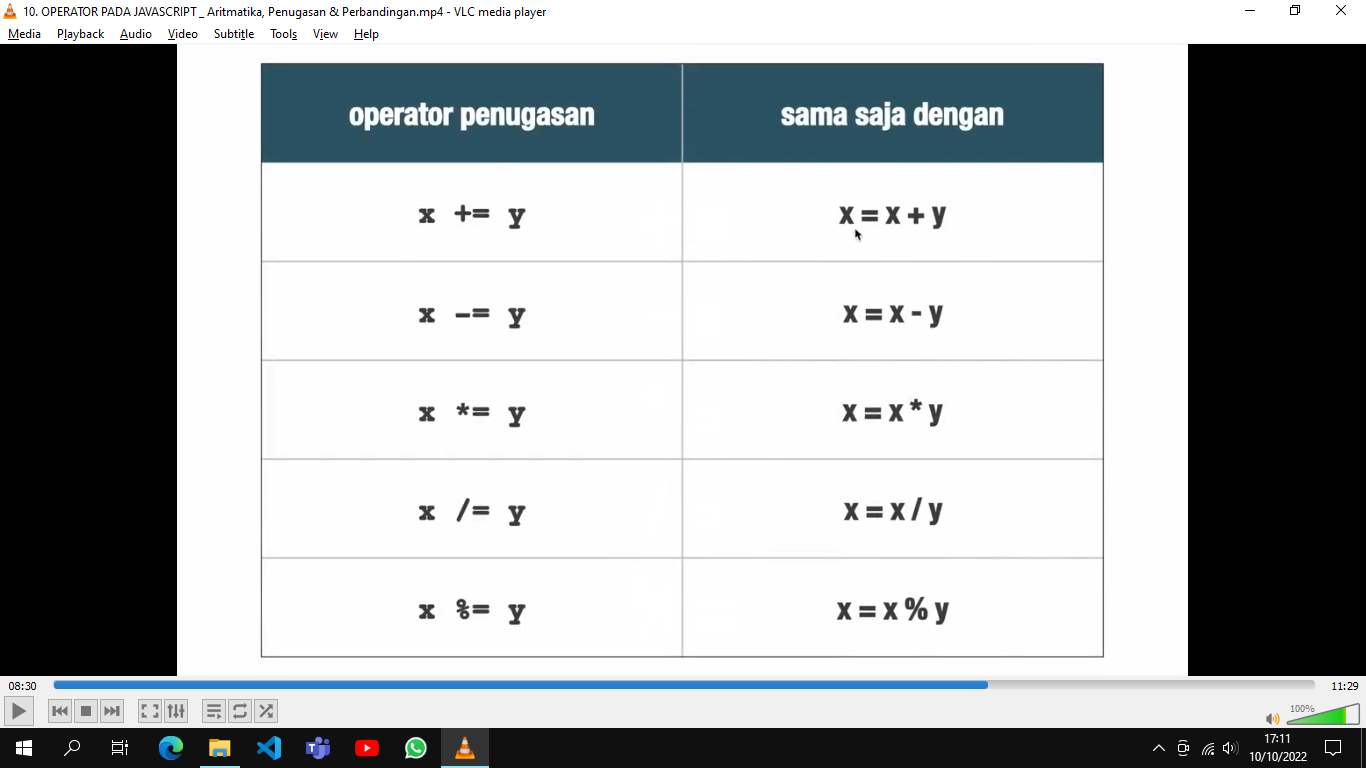 10. OPERATOR PADA JAVASCRIPT _ Aritmatika, Penugasan & Perbandingan.mp4 - VLC media player
Media Playback Audio Video Subtitle Tools View Help
operator penugasan sama saja dengan
x += y x = x + y
x -= y x = x - y
x *= y x = x * y
x /= y x = x / y
x %= y x = x % y
08:30 11:29
100%
17:11
10/10/2022